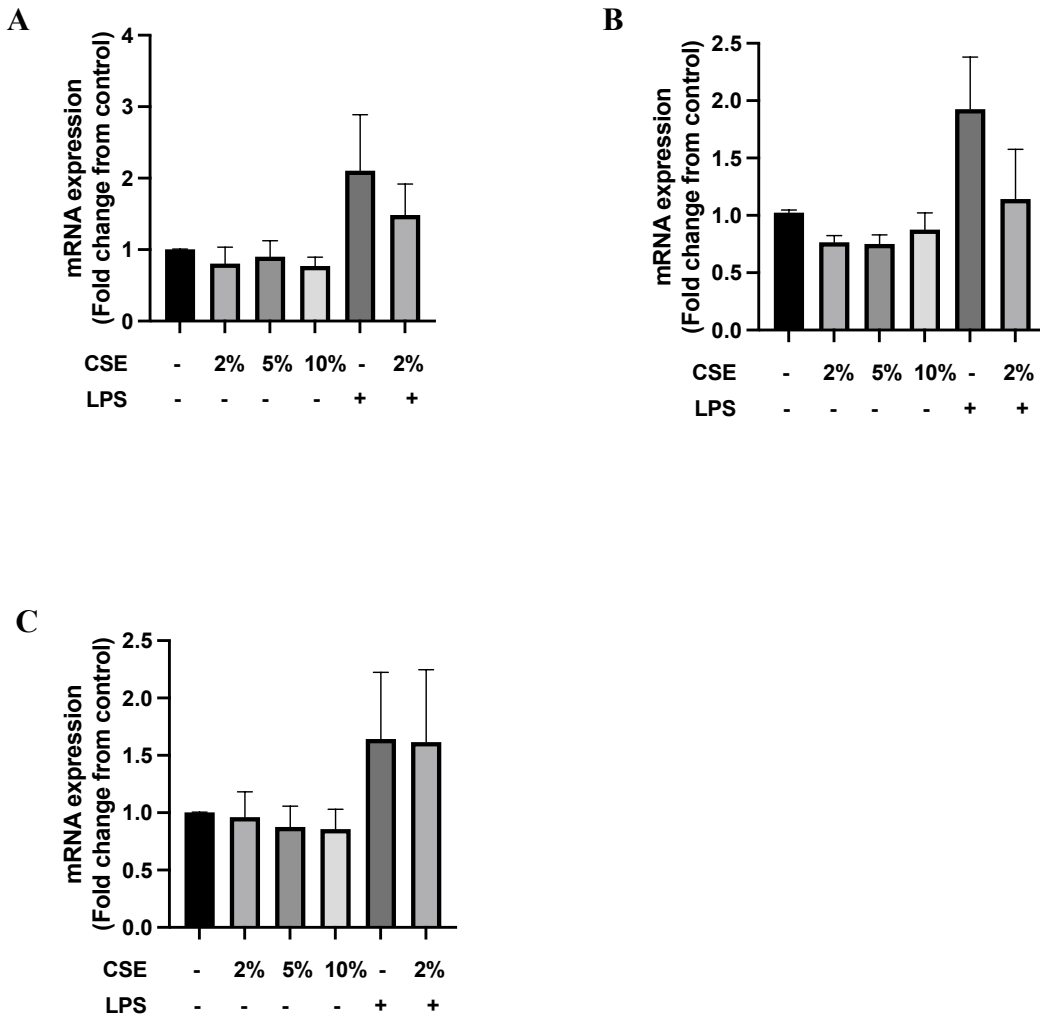 A
mRNA expression
(Fold change from control)
4
3
2
1
0
CSE - 2% 5% 10% - 2%
LPS - - - - + +
B
mRNA expression
(Fold change from control)
2.5
2.0
1.5
1.0
0.5
0.0
CSE - 2% 5% 10% - 2%
LPS - - - - + +
C
mRNA expression
(Fold change from control)
2.5
2.0
1.5
1.0
0.5
0.0
CSE - 2% 5% 10% - 2%
LPS - - - - + +